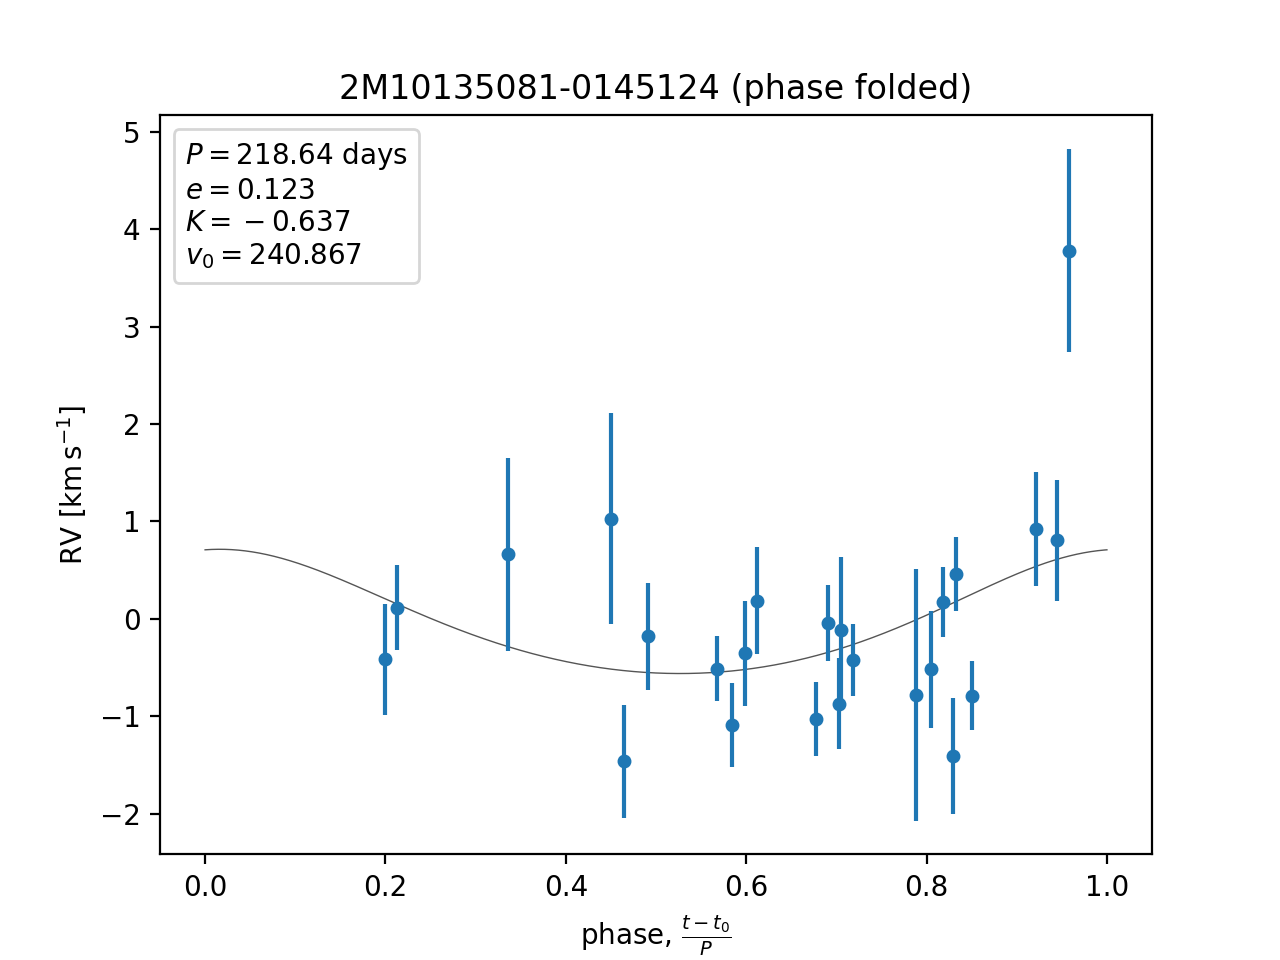 2M10135081-0145124 (phase folded)
P = 218.64 days
e = 0.123
K = −0.637
v₀ = 240.867
5
4
3
2
1
0
−1
−2
RV [km s⁻¹]
0.0 0.2 0.4 0.6 0.8 1.0
phase, (t − t₀)/P